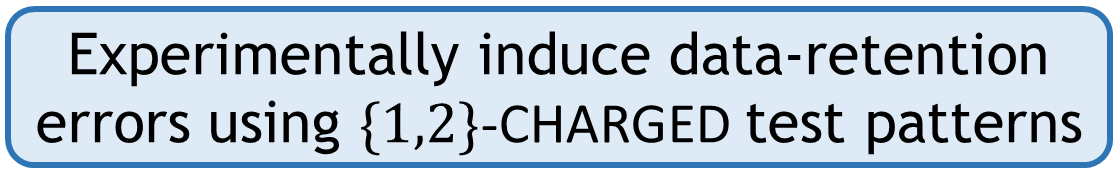 Experimentally induce data-retention
errors using {1,2}-CHARGED test patterns